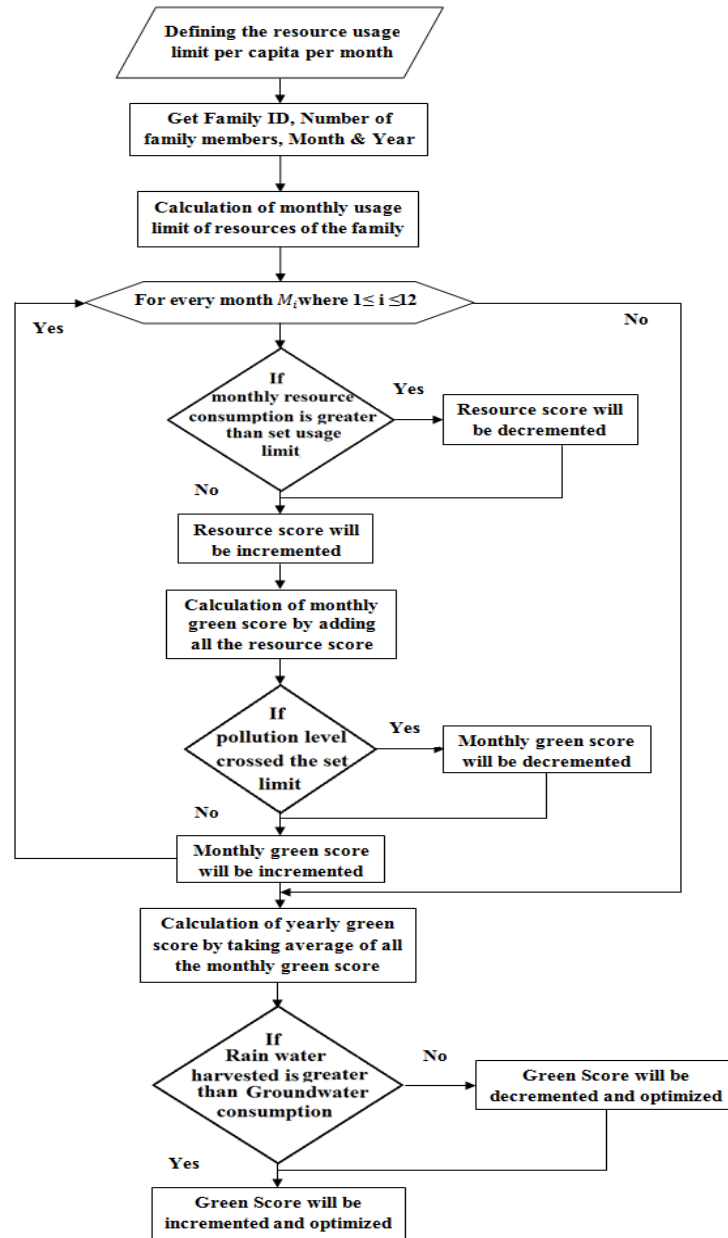 Defining the resource usage
limit per capita per month
Get Family ID, Number of
family members, Month & Year
Calculation of monthly usage
limit of resources of the family
For every month Mᵢ where 1≤ i ≤12
Yes
No
If
monthly resource
consumption is greater
than set usage
limit
Yes
Resource score will
be decremented
No
Resource score will
be incremented
Calculation of monthly
green score by adding
all the resource score
If
pollution level
crossed the set
limit
Yes
Monthly green score
will be decremented
No
Monthly green score
will be incremented
Calculation of yearly green
score by taking average of all
the monthly green score
If
Rain water
harvested is greater
than Groundwater
consumption
No
Green Score will be
decremented and optimized
Yes
Green Score will be
incremented and optimized